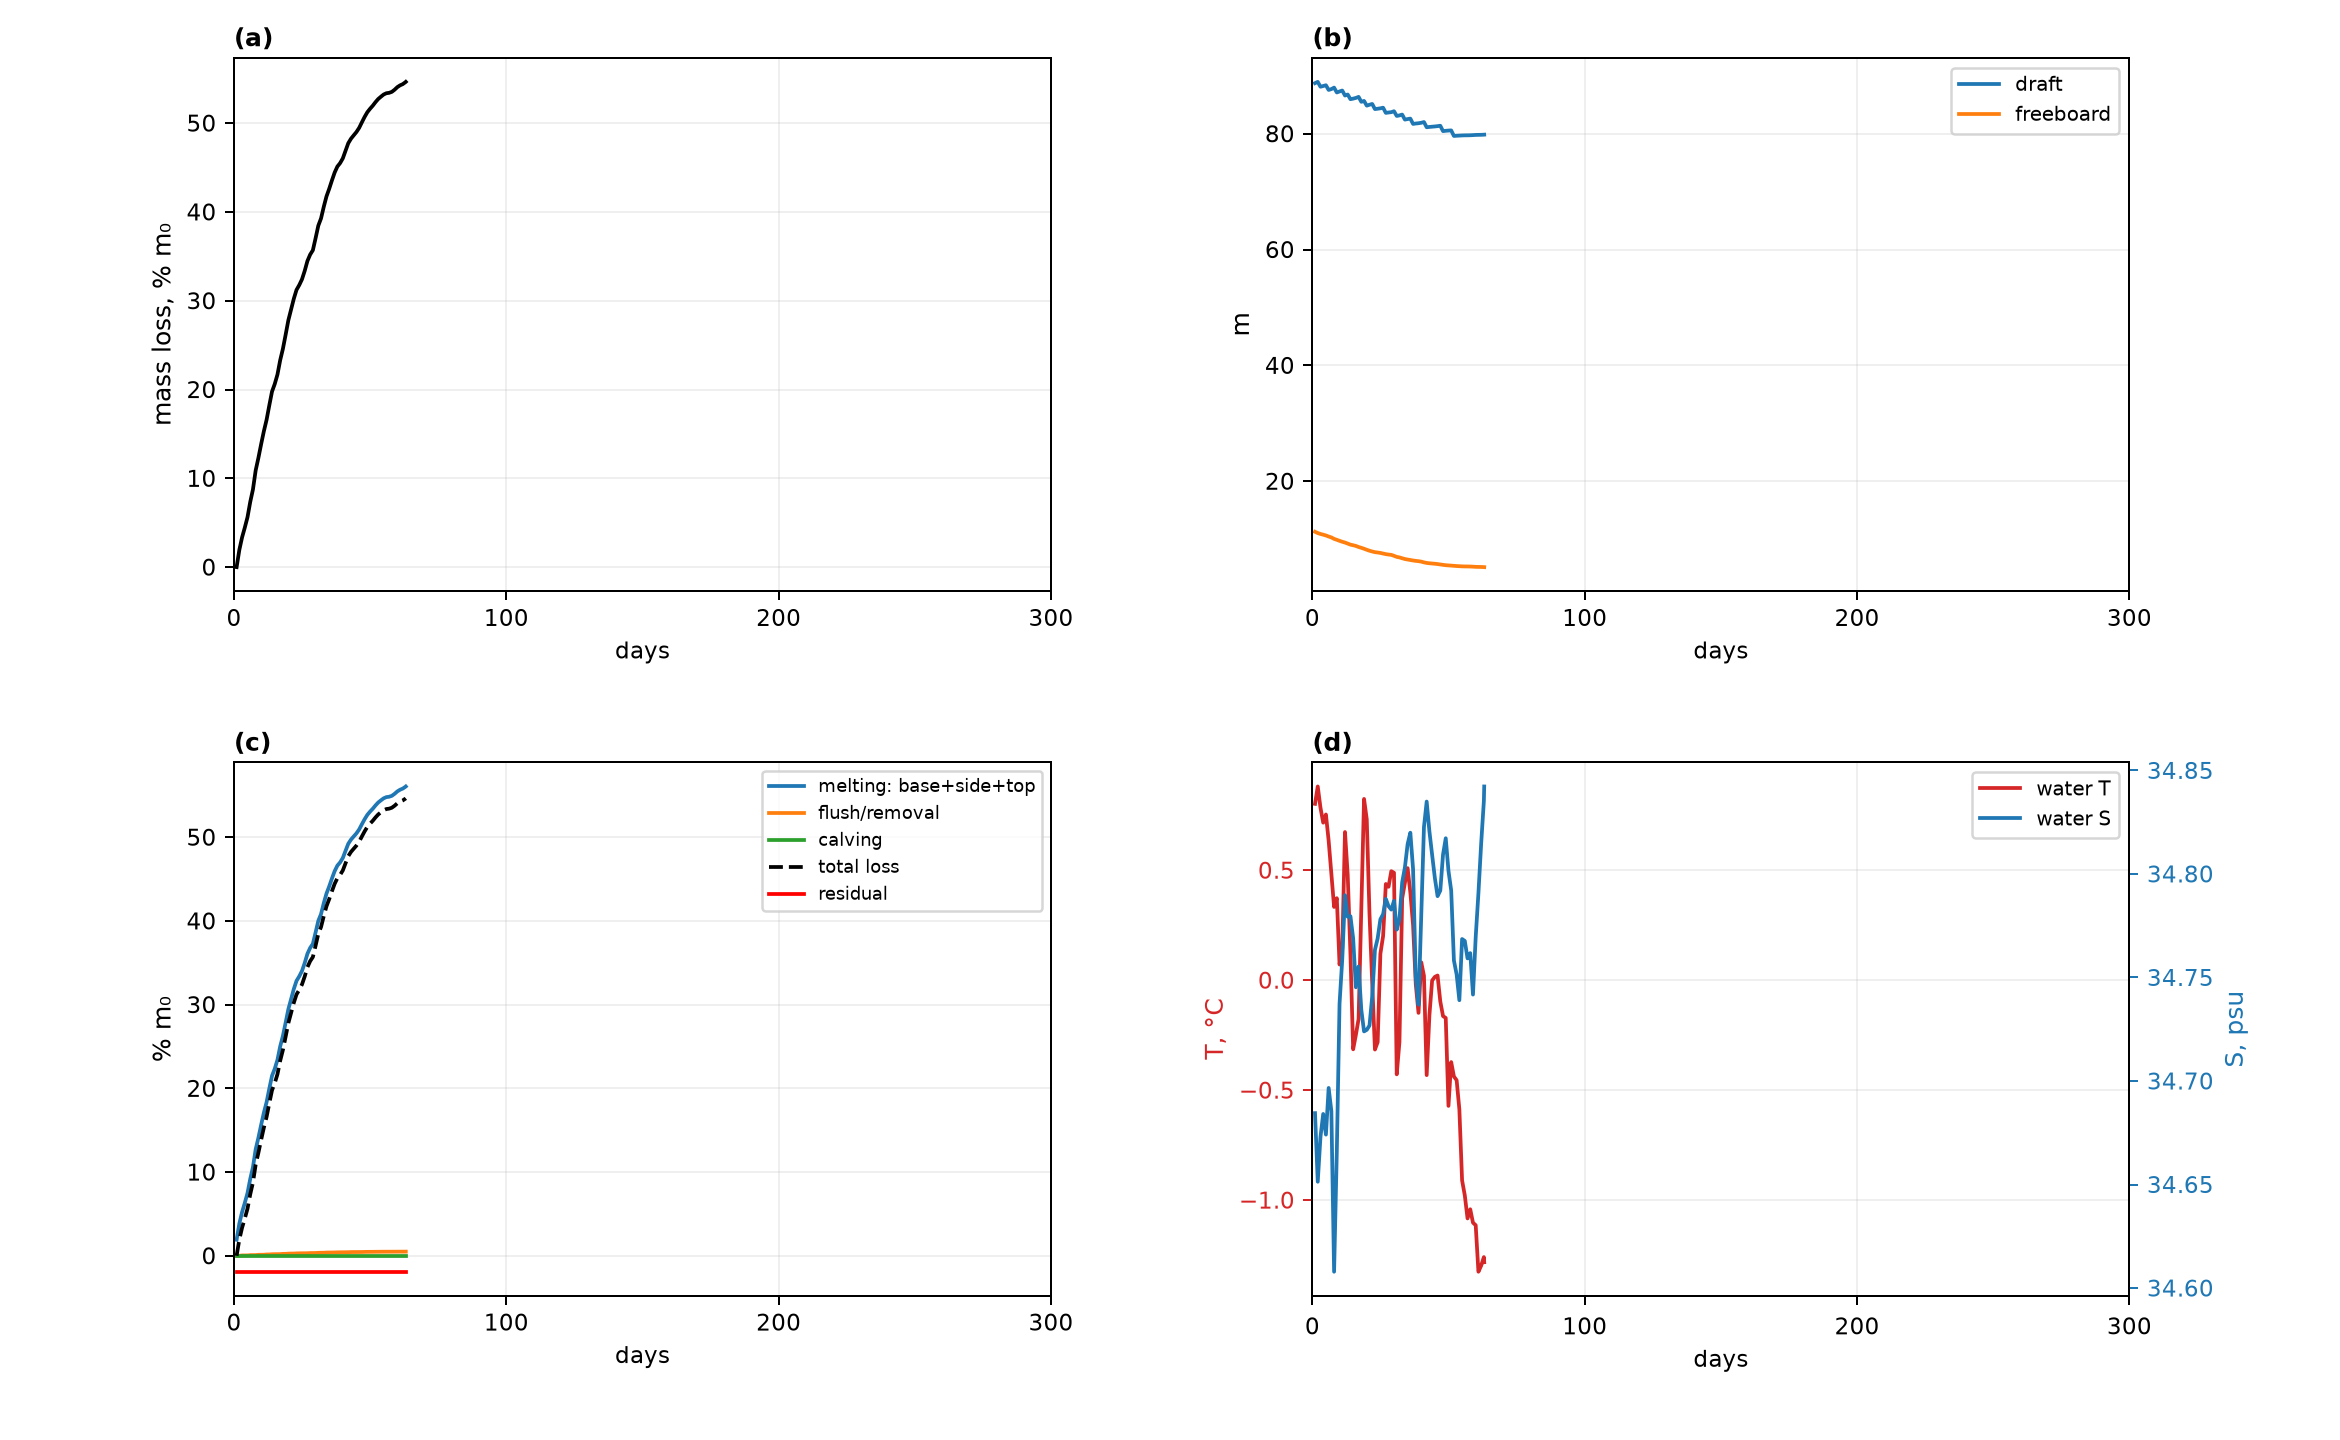 (a)
mass loss, % m₀
50
40
30
20
10
0
0 100 200 300
days
(b)
m
80
60
40
20
draft
freeboard
0 100 200 300
days
(c)
% m₀
50
40
30
20
10
0
melting: base+side+top
flush/removal
calving
total loss
residual
0 100 200 300
days
(d)
T, °C
0.5
0.0
−0.5
−1.0
water T
water S
34.85
34.80
34.75
34.70
34.65
34.60
S, psu
0 100 200 300
days